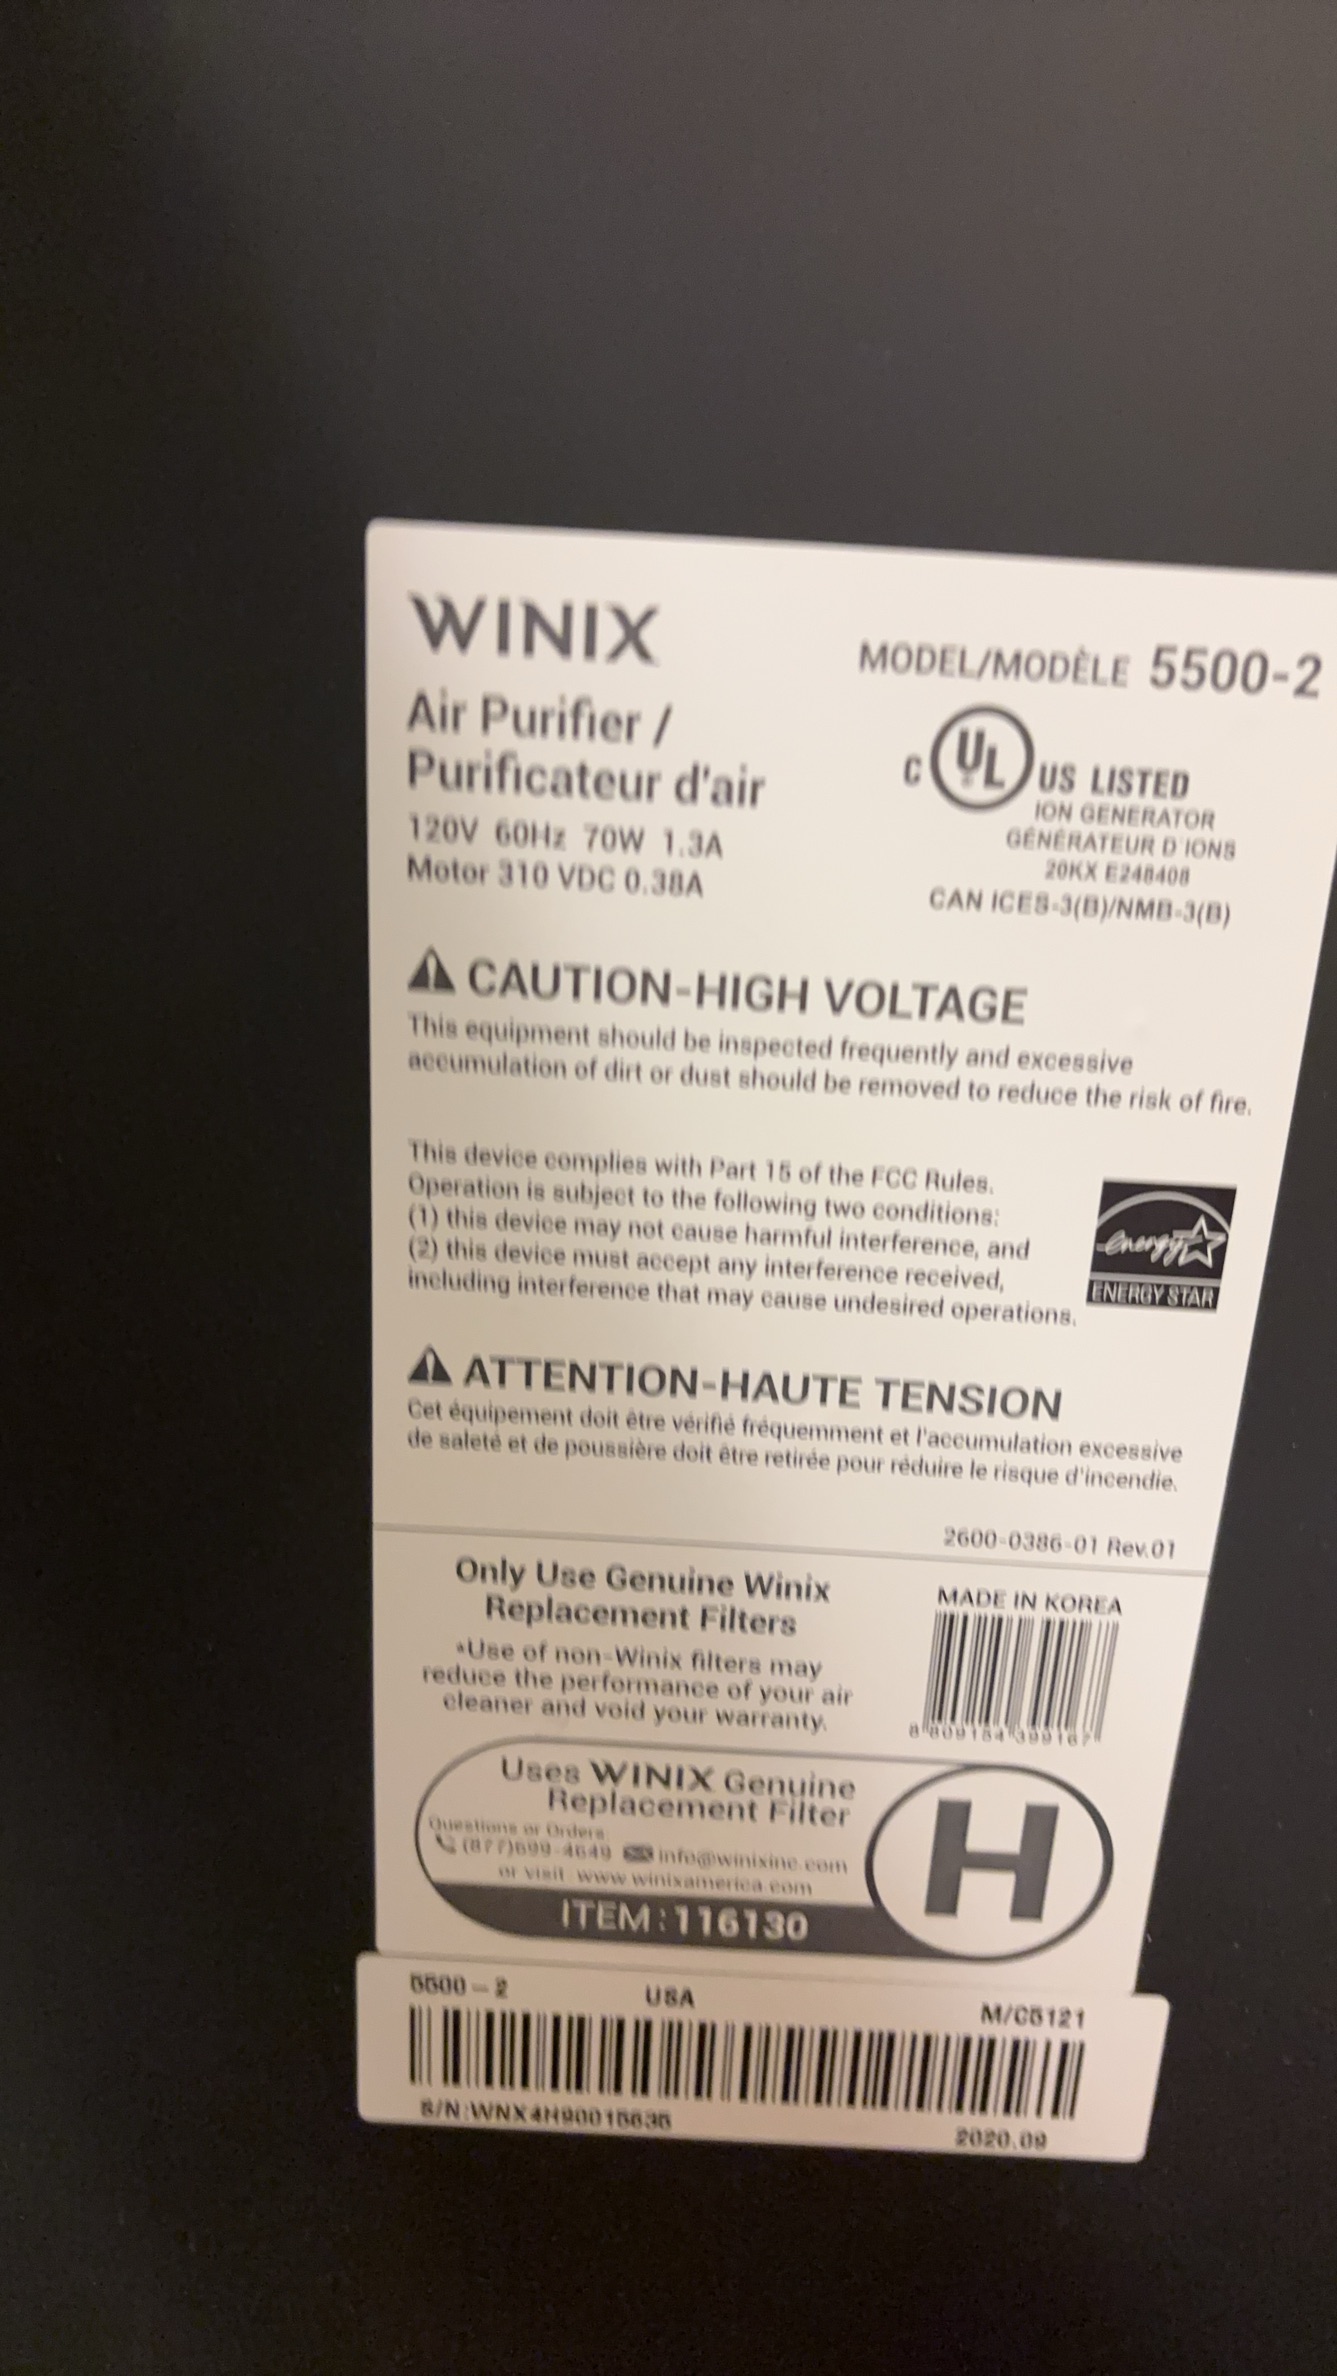 WINIX
MODEL/MODÈLE 5500-2
Air Purifier /
Purificateur d'air
120V 60Hz 70W 1.3A
Motor 310 VDC 0.38A
C UL US LISTED
ION GENERATOR
GÉNÉRATEUR D'IONS
20KX E248408
CAN ICES-3(B)/NMB-3(B)
CAUTION-HIGH VOLTAGE
This equipment should be inspected frequently and excessive
accumulation of dirt or dust should be removed to reduce the risk of fire.
This device complies with Part 15 of the FCC Rules.
Operation is subject to the following two conditions:
(1) this device may not cause harmful interference, and
(2) this device must accept any interference received,
including interference that may cause undesired operations.
energy
ENERGY STAR
ATTENTION-HAUTE TENSION
Cet équipement doit être vérifié fréquemment et l'accumulation excessive
de saleté et de poussière doit être retirée pour réduire le risque d'incendie.
2600-0386-01 Rev.01
Only Use Genuine Winix
Replacement Filters
*Use of non-Winix filters may
reduce the performance of your air
cleaner and void your warranty.
MADE IN KOREA
8 809154 399167
Uses WINIX Genuine
Replacement Filter
Questions or Orders:
(877)699-4649 info@winixinc.com
or visit: www.winixamerica.com
ITEM : 116130
H
5500-2 USA M/C5121
S/N:WNX4H90015635
2020.09